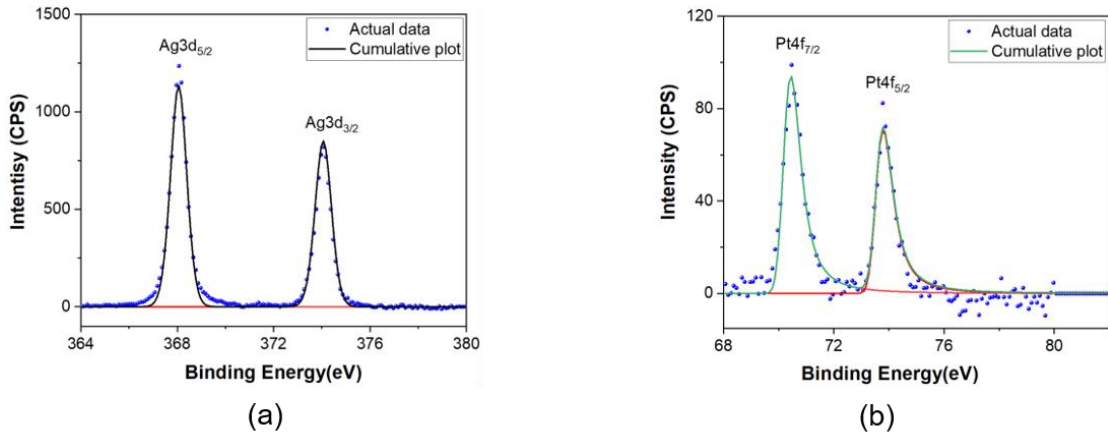 1500
1000
500
0
Intentisy (CPS)
Ag3d5/2
Ag3d3/2
Actual data
Cumulative plot
364
368
372
376
380
Binding Energy(eV)
(a)
120
80
40
0
Intensity (CPS)
Pt4f7/2
Pt4f5/2
Actual data
Cumulative plot
68
72
76
80
Binding Energy(eV)
(b)